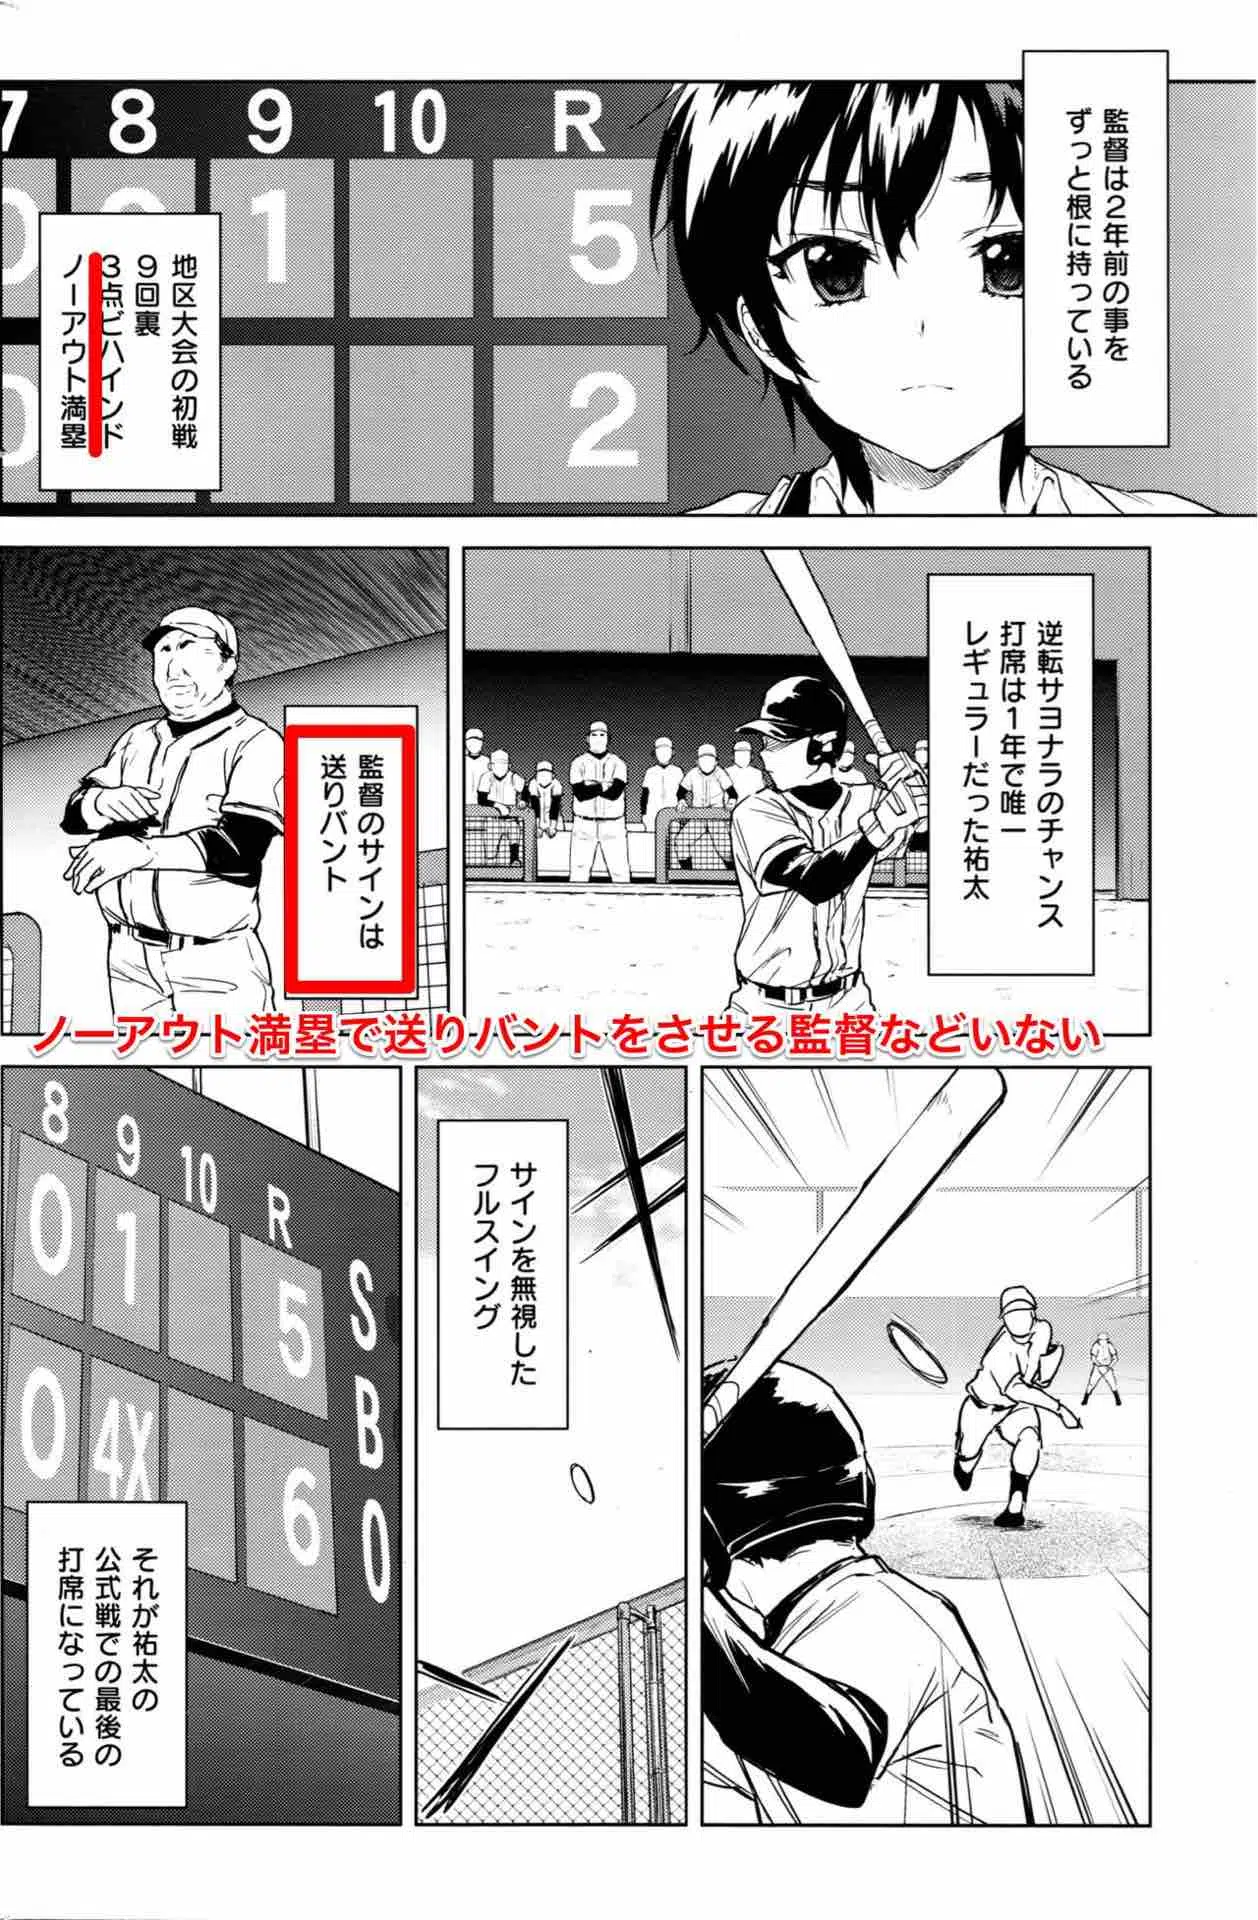 監督は2年前の事を
ずっと根に持っている
7 8 9 10 R
0 0 1 5
0 2
地区大会の初戦
9回裏
3点ビハインド
ノーアウト満塁
逆転サヨナラのチャンス
打席は1年で唯一
レギュラーだった祐太
監督のサインは
送りバント
ノーアウト満塁で送りバントをさせる監督などいない
サインを無視した
フルスイング
8 9 10 R
0 1 5 S
0 4X 6 B
O
それが祐太の
公式戦での最後の
打席になっている